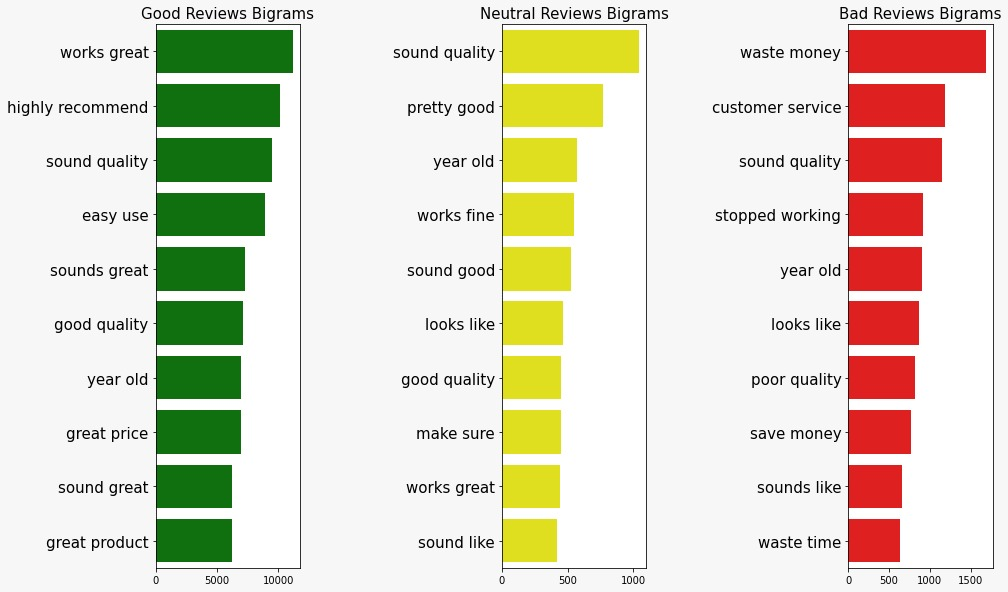 Good Reviews Bigrams
works great
highly recommend
sound quality
easy use
sounds great
good quality
year old
great price
sound great
great product
0 5000 10000
Neutral Reviews Bigrams
sound quality
pretty good
year old
works fine
sound good
looks like
good quality
make sure
works great
sound like
0 500 1000
Bad Reviews Bigrams
waste money
customer service
sound quality
stopped working
year old
looks like
poor quality
save money
sounds like
waste time
0 500 1000 1500